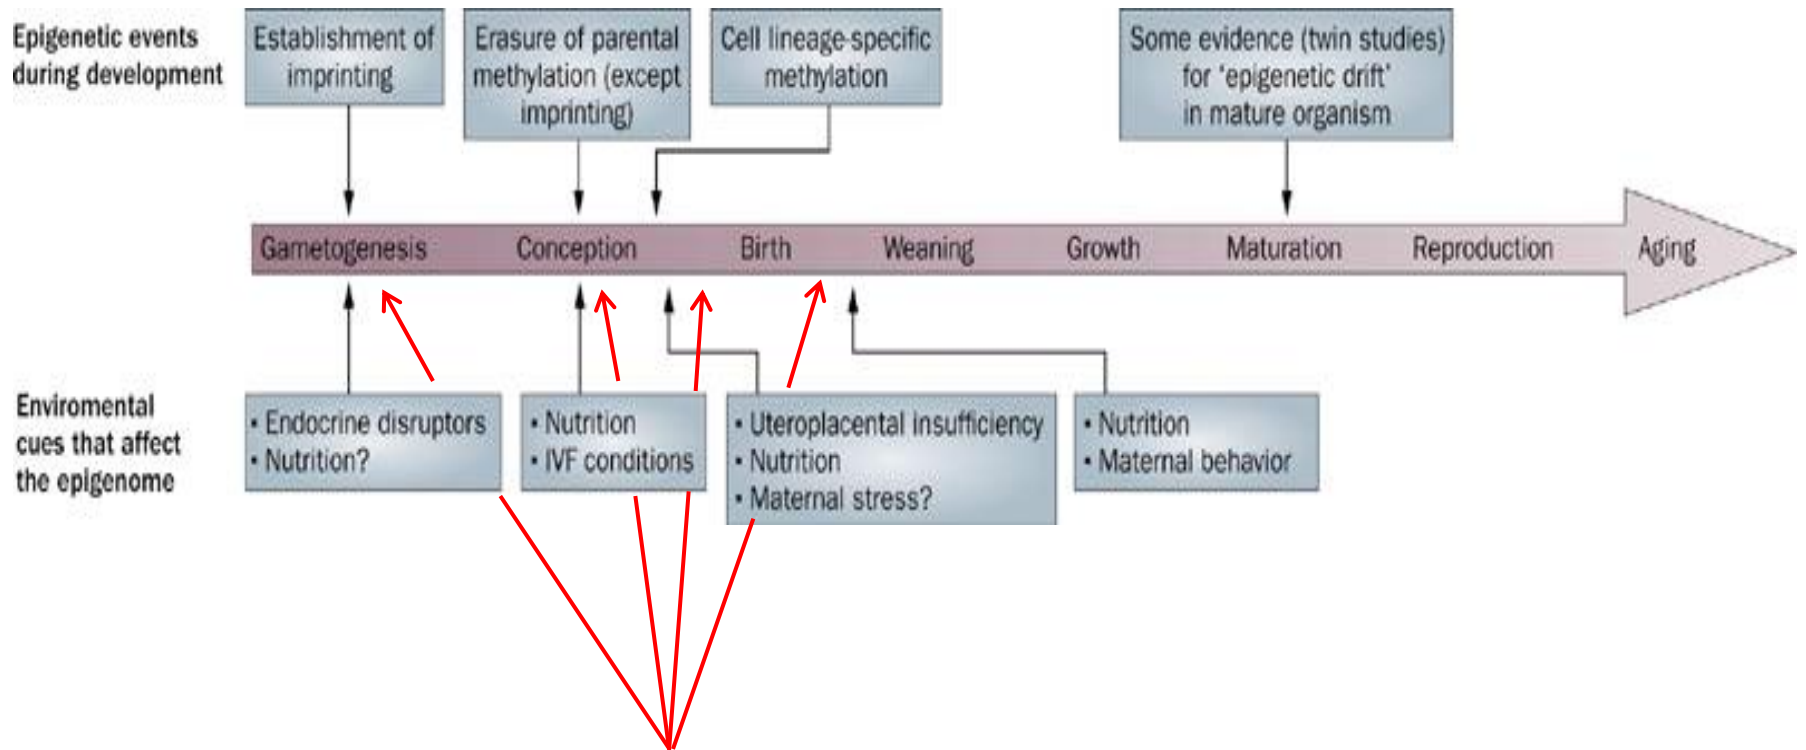 Epigenetic events
during development
Establishment of
imprinting
Erasure of parental
methylation (except
imprinting)
Cell lineage-specific
methylation
Some evidence (twin studies)
for 'epigenetic drift'
in mature organism
Gametogenesis Conception Birth Weaning Growth Maturation Reproduction Aging
Enviromental
cues that affect
the epigenome
• Endocrine disruptors
• Nutrition?
• Nutrition
• IVF conditions
• Uteroplacental insufficiency
• Nutrition
• Maternal stress?
• Nutrition
• Maternal behavior